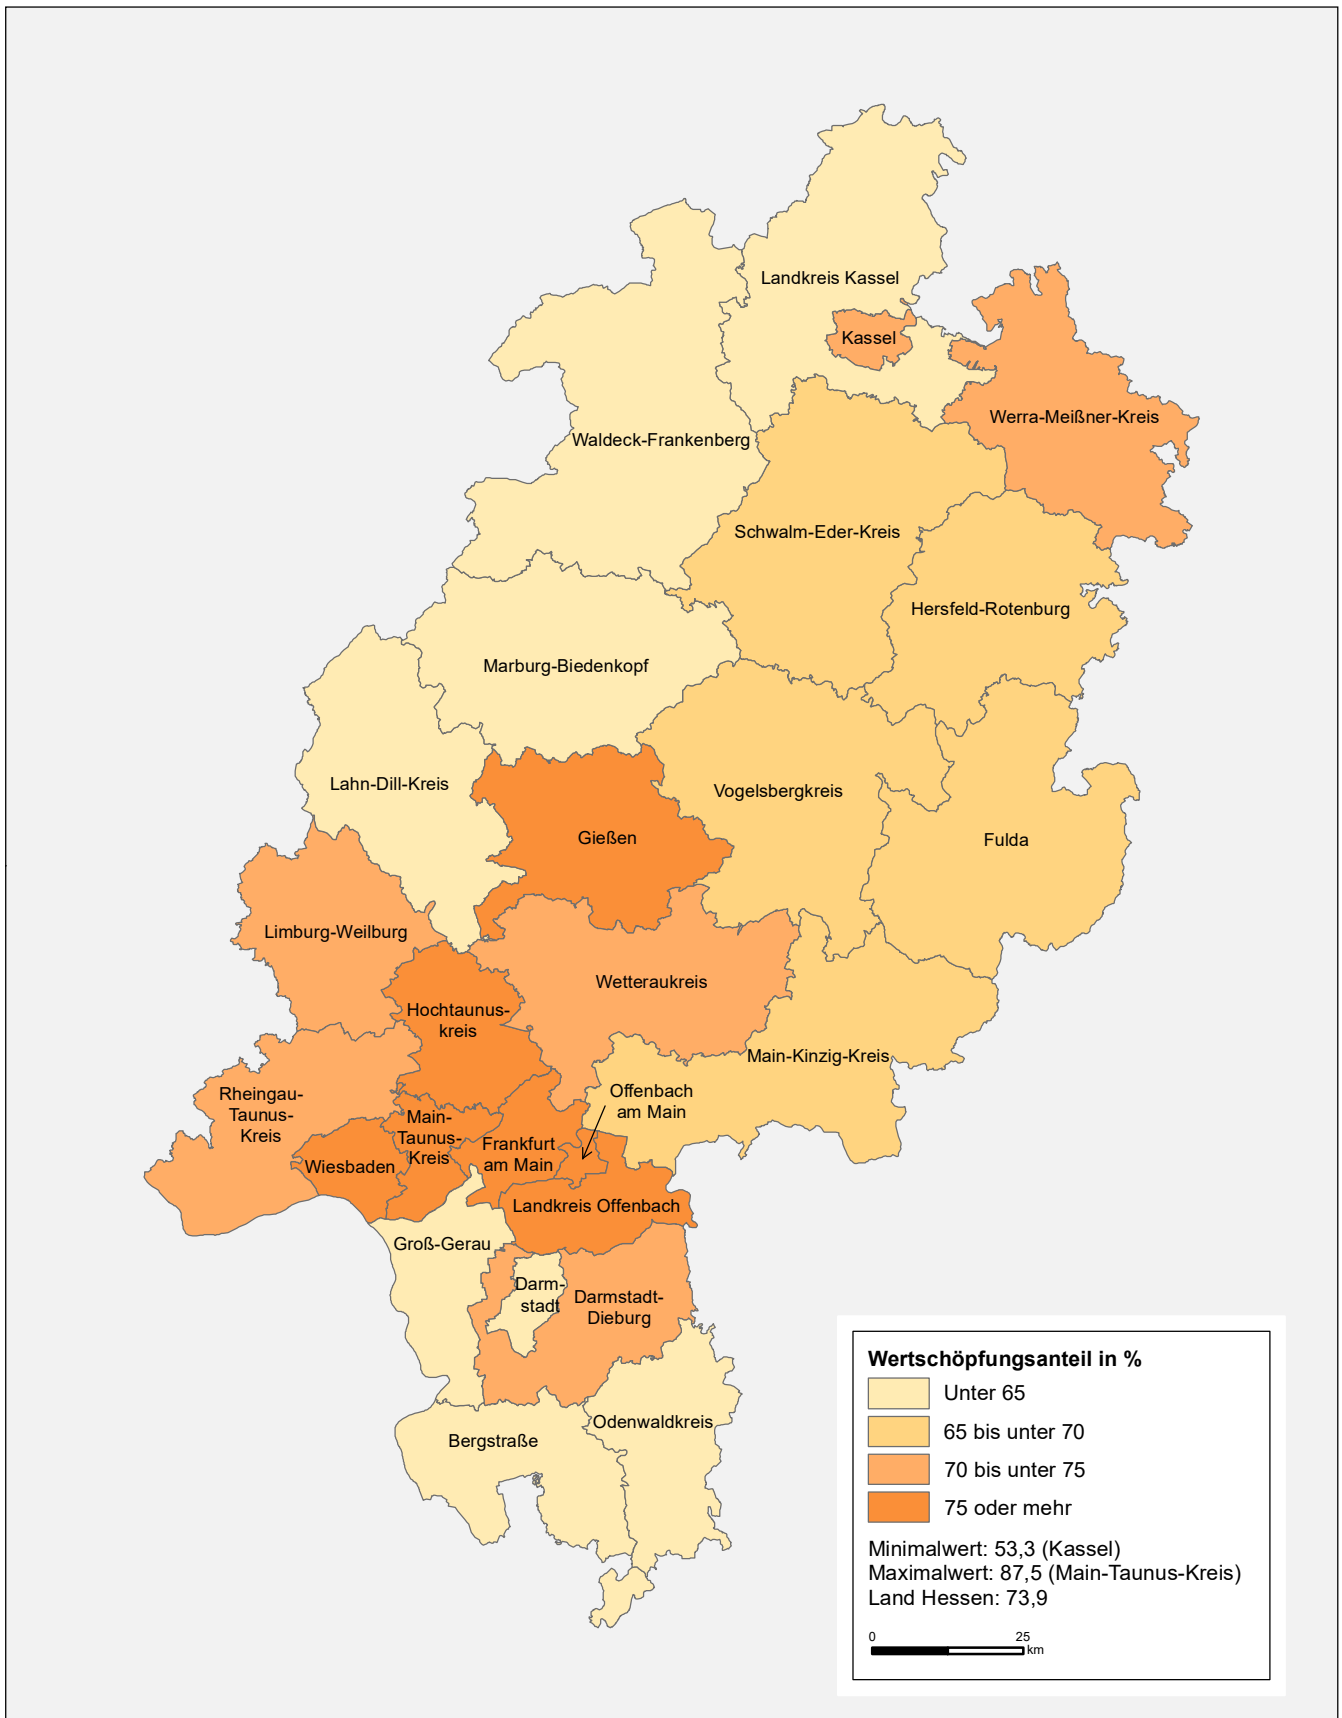 Landkreis Kassel
Kassel
Werra-Meißner-Kreis
Waldeck-Frankenberg
Schwalm-Eder-Kreis
Hersfeld-Rotenburg
Marburg-Biedenkopf
Lahn-Dill-Kreis
Vogelsbergkreis
Gießen
Fulda
Limburg-Weilburg
Wetteraukreis
Hochtaunus-
kreis
Main-Kinzig-Kreis
Rheingau-
Taunus-
Kreis
Offenbach
am Main
Main-
Taunus-
Kreis
Frankfurt
am Main
Wiesbaden
Landkreis Offenbach
Groß-Gerau
Darm-
stadt
Darmstadt-
Dieburg
Odenwaldkreis
Bergstraße
Wertschöpfungsanteil in %
Unter 65
65 bis unter 70
70 bis unter 75
75 oder mehr
Minimalwert: 53,3 (Kassel)
Maximalwert: 87,5 (Main-Taunus-Kreis)
Land Hessen: 73,9
0 25
km